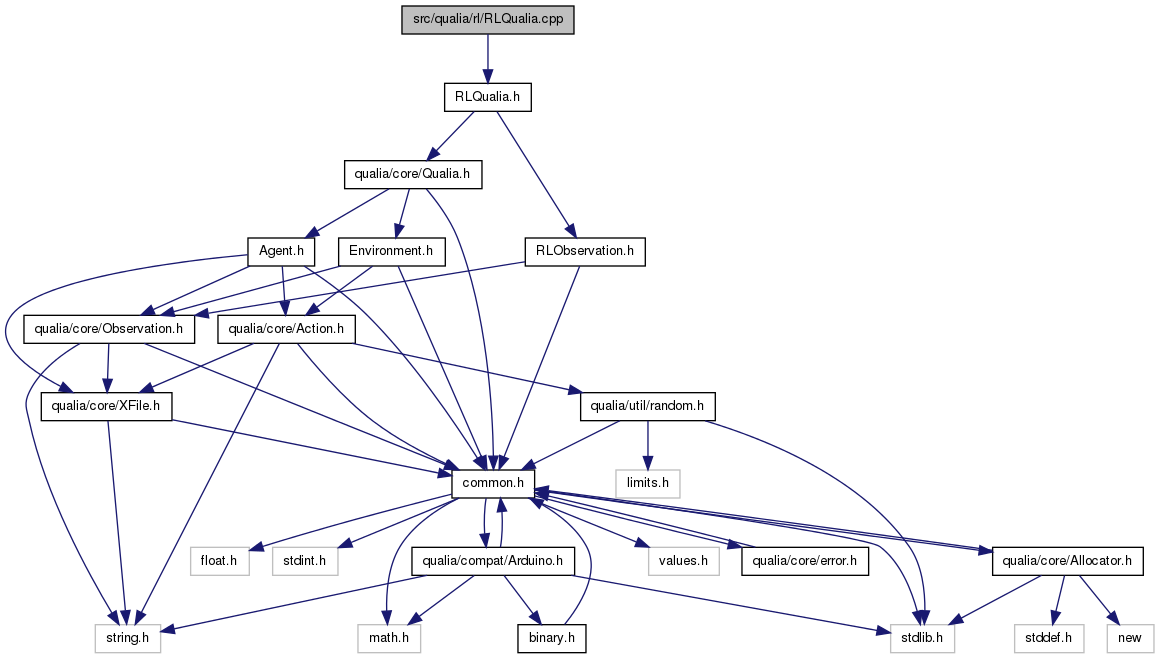 src/qualia/rl/RLQualia.cpp
RLQualia.h
qualia/core/Qualia.h
Agent.h
Environment.h
RLObservation.h
qualia/core/Observation.h
qualia/core/Action.h
qualia/core/XFile.h
qualia/util/random.h
common.h
limits.h
float.h
stdint.h
qualia/compat/Arduino.h
values.h
qualia/core/error.h
qualia/core/Allocator.h
string.h
math.h
binary.h
stdlib.h
stddef.h
new